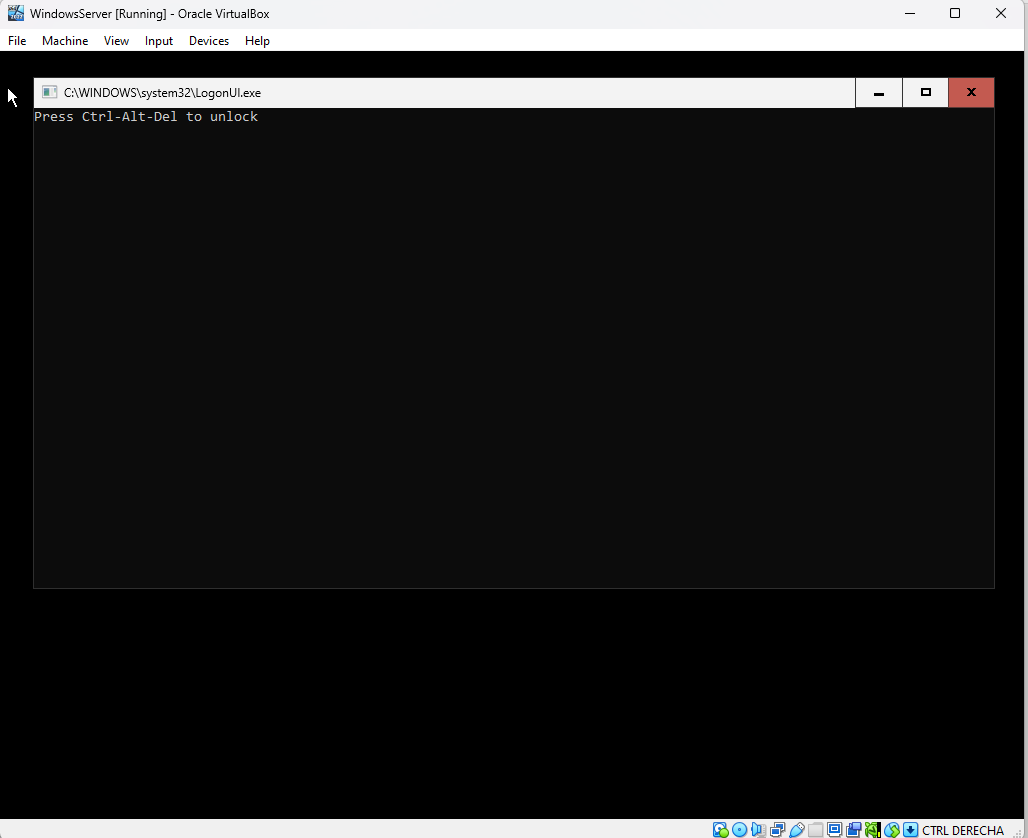 WindowsServer [Running] - Oracle VirtualBox
File Machine View Input Devices Help
C:\WINDOWS\system32\LogonUI.exe
Press Ctrl-Alt-Del to unlock
CTRL DERECHA